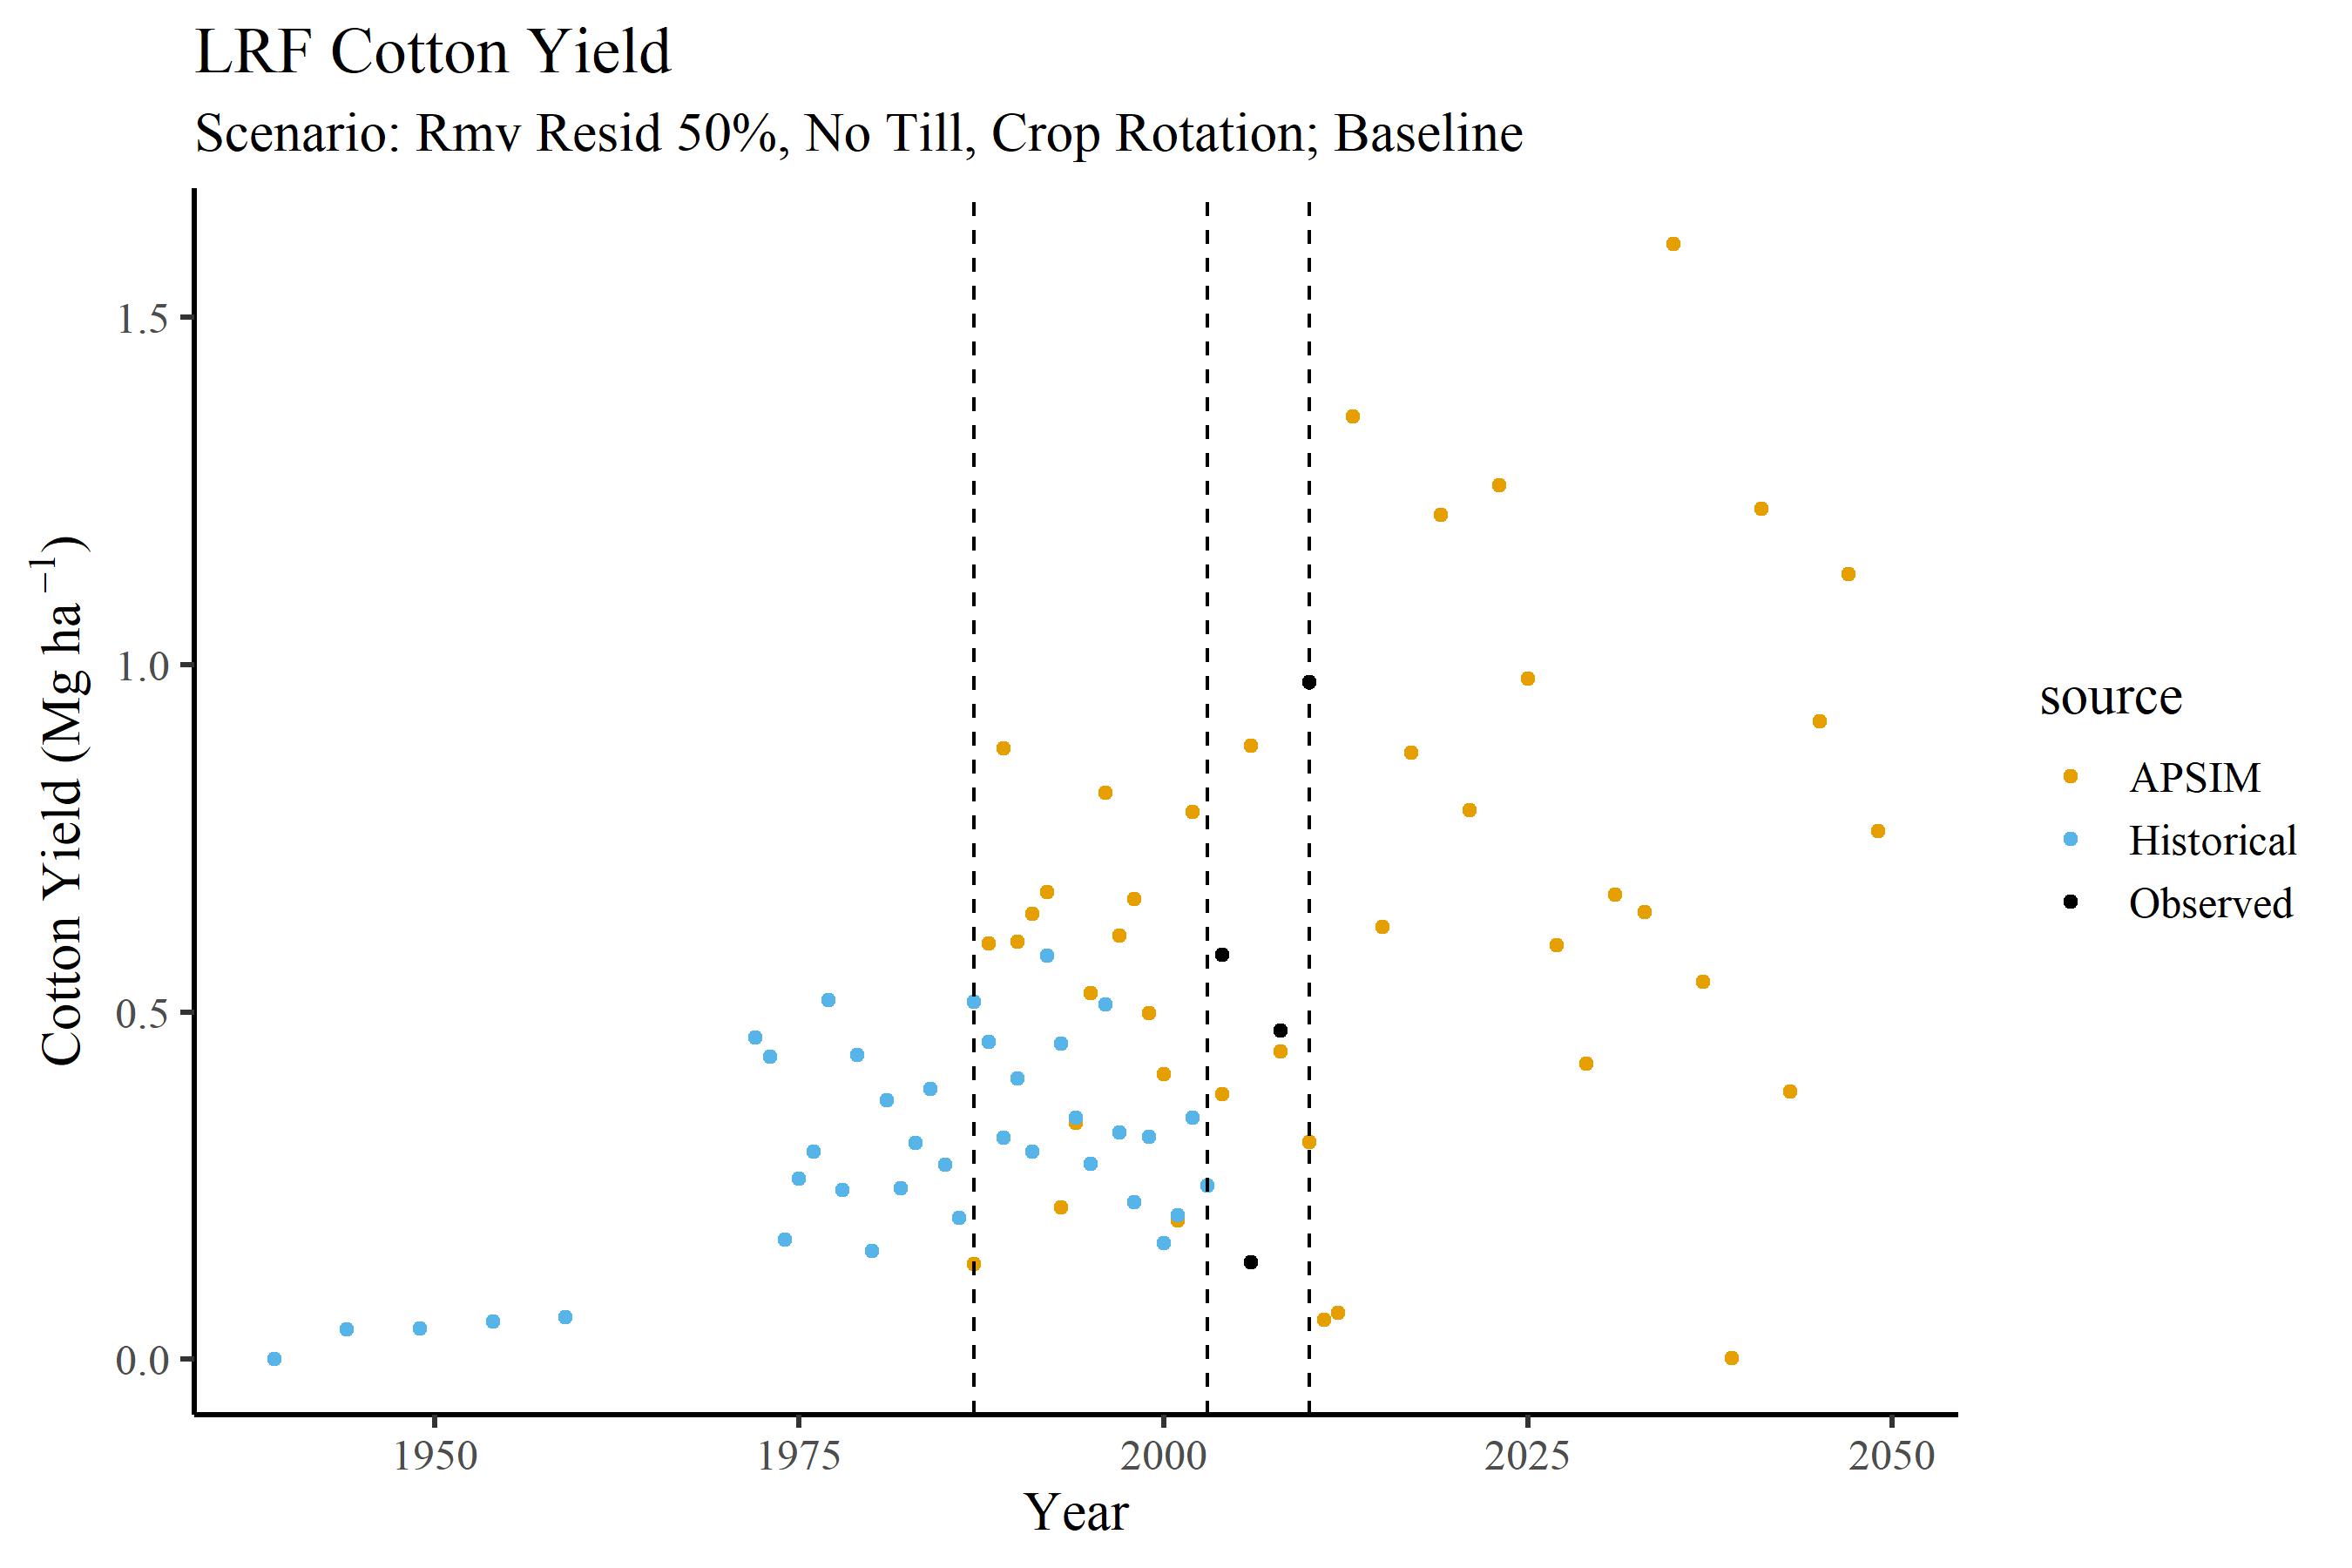 LRF Cotton Yield
Scenario: Rmv Resid 50%, No Till, Crop Rotation; Baseline
Cotton Yield (Mg ha⁻¹)
1.5
1.0
0.5
0.0
1950 1975 2000 2025 2050
Year
source
APSIM
Historical
Observed